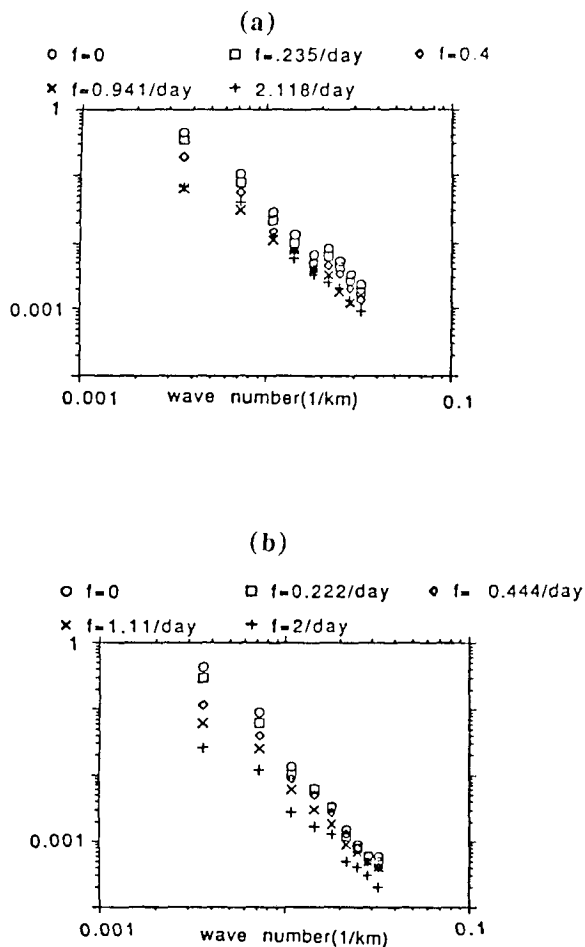 (a)
f=0 f=.235/day f=0.4
f=0.941/day 2.118/day
1
0.001
0.001 wave number(1/km) 0.1
(b)
f=0 f=0.222/day f= 0.444/day
f=1.11/day f=2/day
1
0.001
0.001 wave number(1/km) 0.1